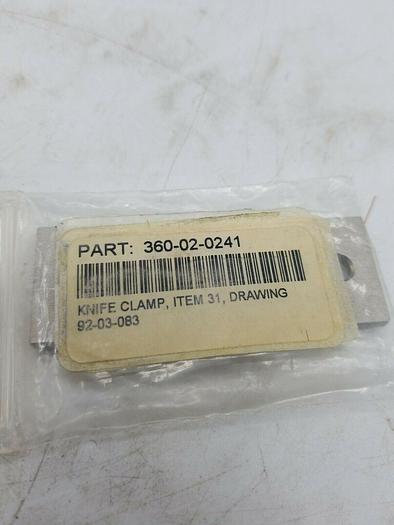 PART: 360-02-0241
KNIFE CLAMP, ITEM 31, DRAWING
92-03-083